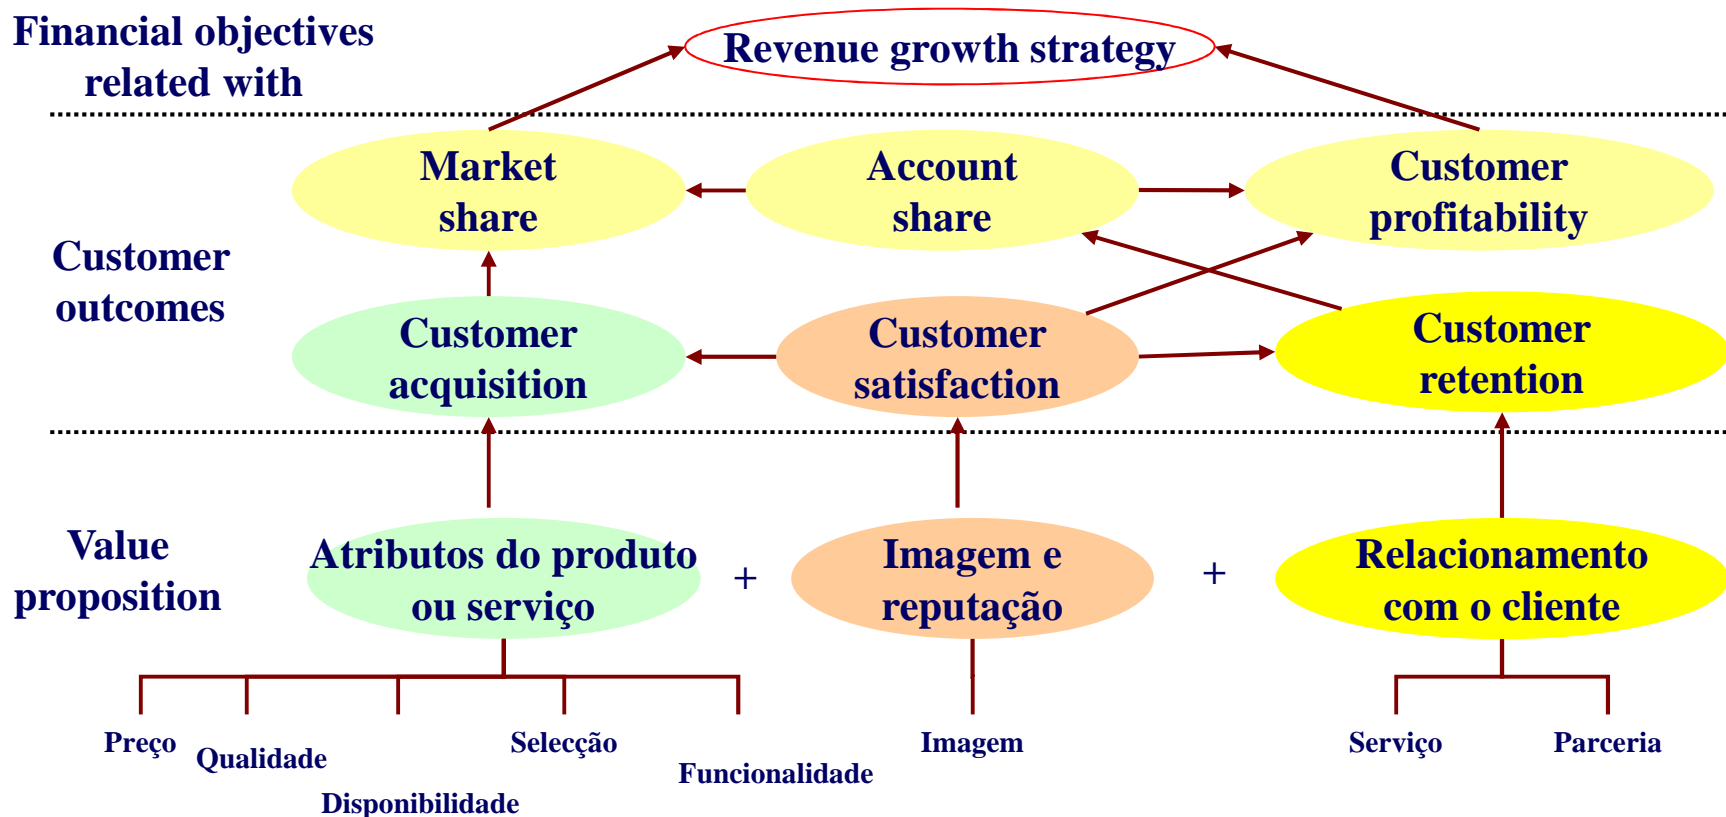 Financial objectives
related with
Revenue growth strategy
Market
share
Account
share
Customer
profitability
Customer
outcomes
Customer
acquisition
Customer
satisfaction
Customer
retention
Value
proposition
Atributos do produto
ou serviço
+
Imagem e
reputação
+
Relacionamento
com o cliente
Preço
Qualidade
Disponibilidade
Selecção
Funcionalidade
Imagem
Serviço
Parceria